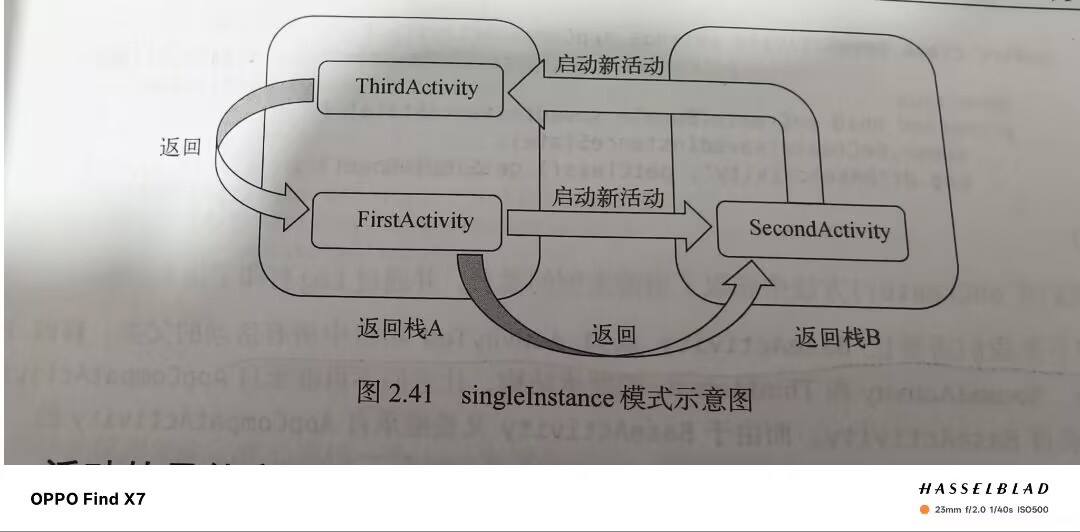 启动新活动
ThirdActivity
返回
启动新活动
FirstActivity
SecondActivity
返回栈A
返回
返回栈B
图 2.41 singleInstance 模式示意图
OPPO Find X7
HASSELBLAD
23mm f/2.0 1/40s ISO500